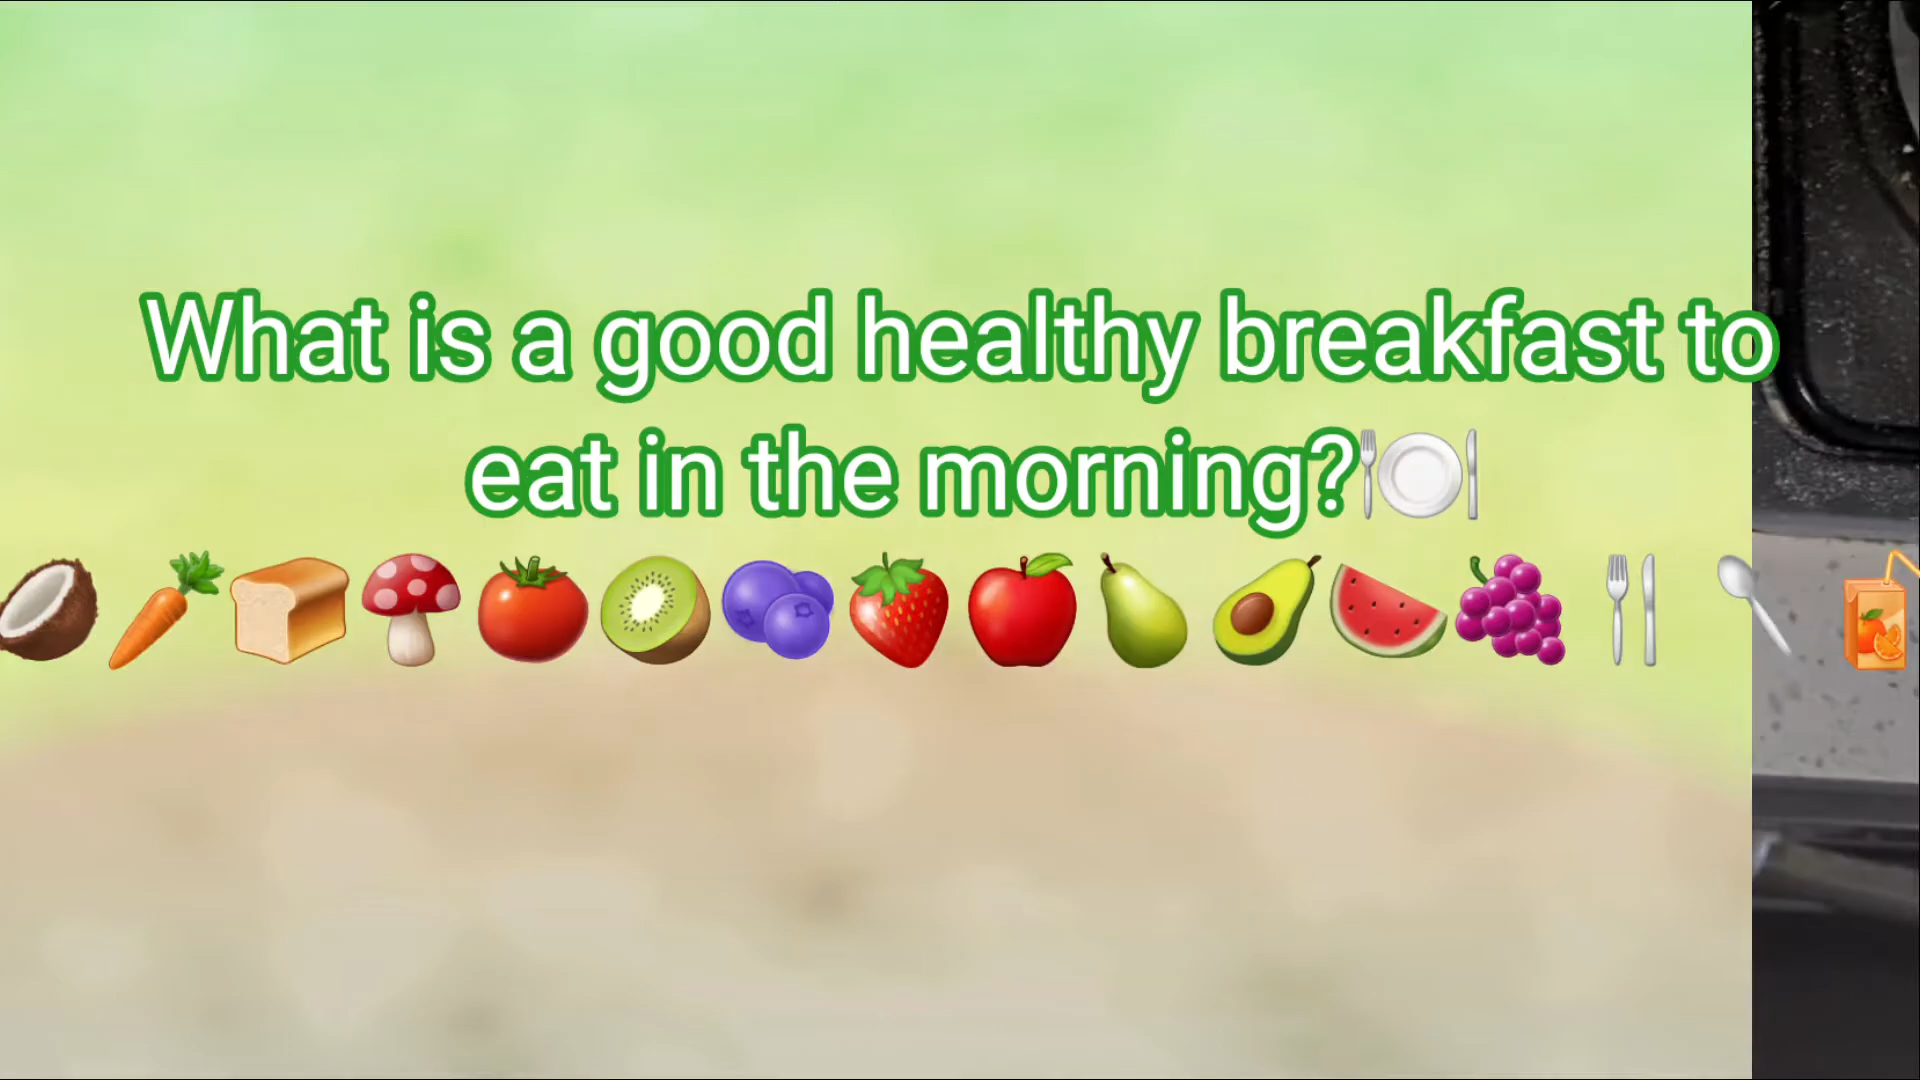 What is a good healthy breakfast to
eat in the morning?🍽️
🥥🥕🍞🍄🍅🥝🫐🍓🍎🍐🥑🍉🍇🍴🥄🧃